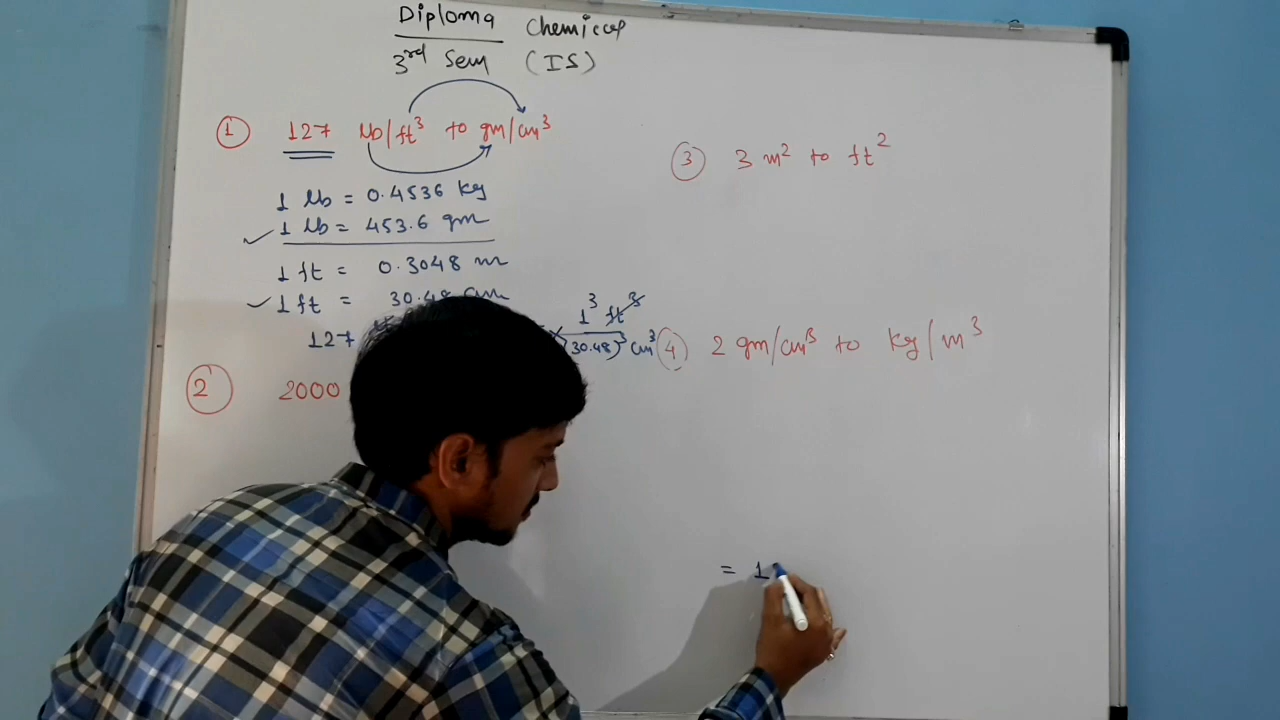 Diploma Chemical
3rd Sem (IS)
① 127 lb/ft³ to gm/cm³
1 lb = 0.4536 kg
1 lb = 453.6 gm
1 ft = 0.3048 m
1 ft = 30.48 cm
127
1³ ft³
(30.48)³ cm³
② 2000
③ 3 m² to ft²
④ 2 gm/cm³ to kg/m³
= 1